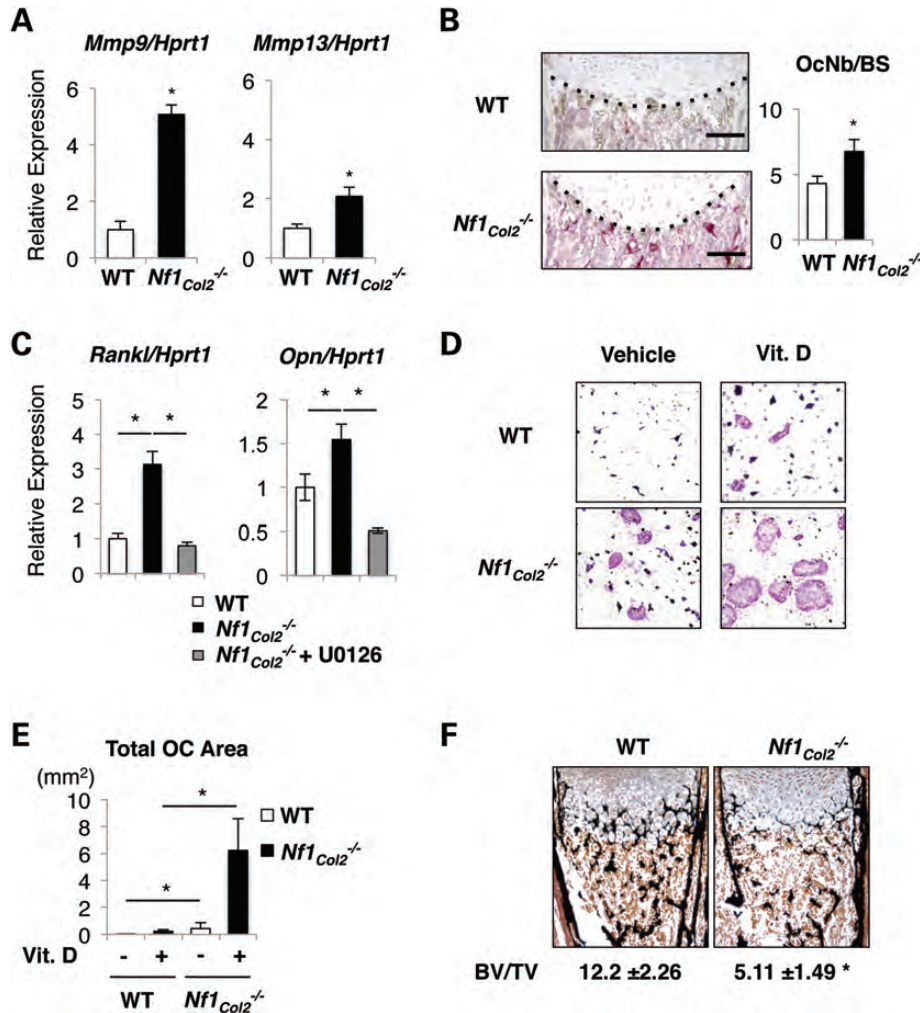 A
Mmp9/Hprt1
Mmp13/Hprt1
Relative Expression
6
4
2
0
6
4
2
0
*
*
WT Nf1Col2-/-
WT Nf1Col2-/-
B
WT
Nf1Col2-/-
OcNb/BS
10
5
0
*
WT Nf1Col2-/-
C
Rankl/Hprt1
Opn/Hprt1
Relative Expression
5
4
3
2
1
0
* *
2
1.5
1
0.5
0
* *
WT
Nf1Col2-/-
Nf1Col2-/- + U0126
D
Vehicle
Vit. D
WT
Nf1Col2-/-
E
Total OC Area
(mm2)
10
8
6
4
2
0
*
*
WT
Nf1Col2-/-
Vit. D - + - +
WT Nf1Col2-/-
F
WT
Nf1Col2-/-
BV/TV 12.2 ±2.26 5.11 ±1.49 *